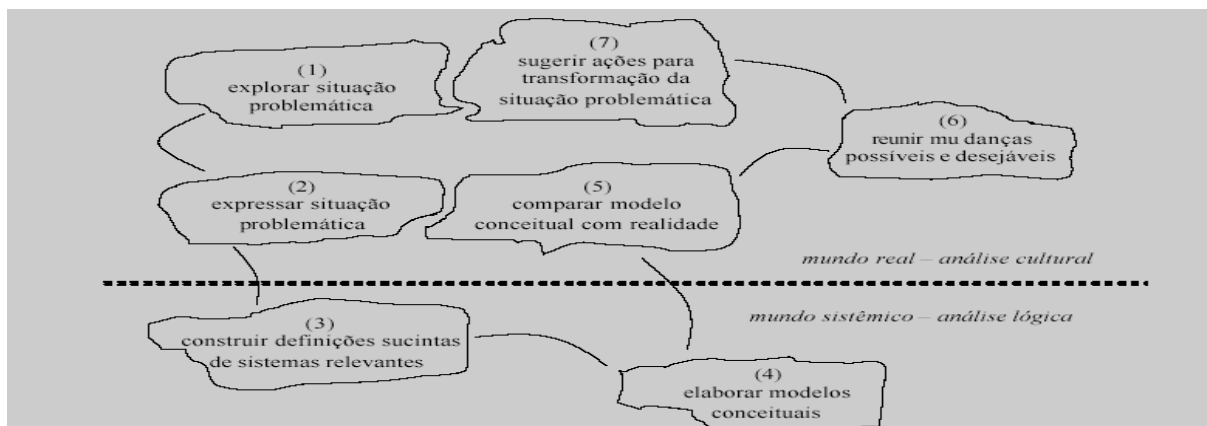 (1)
explorar situação
problemática
(7)
sugerir ações para
transformação da
situação problemática
(6)
reunir mu danças
possíveis e desejáveis
(2)
expressar situação
problemática
(5)
comparar modelo
conceitual com realidade
mundo real – análise cultural
mundo sistêmico – análise lógica
(3)
construir definições sucintas
de sistemas relevantes
(4)
elaborar modelos
conceituais